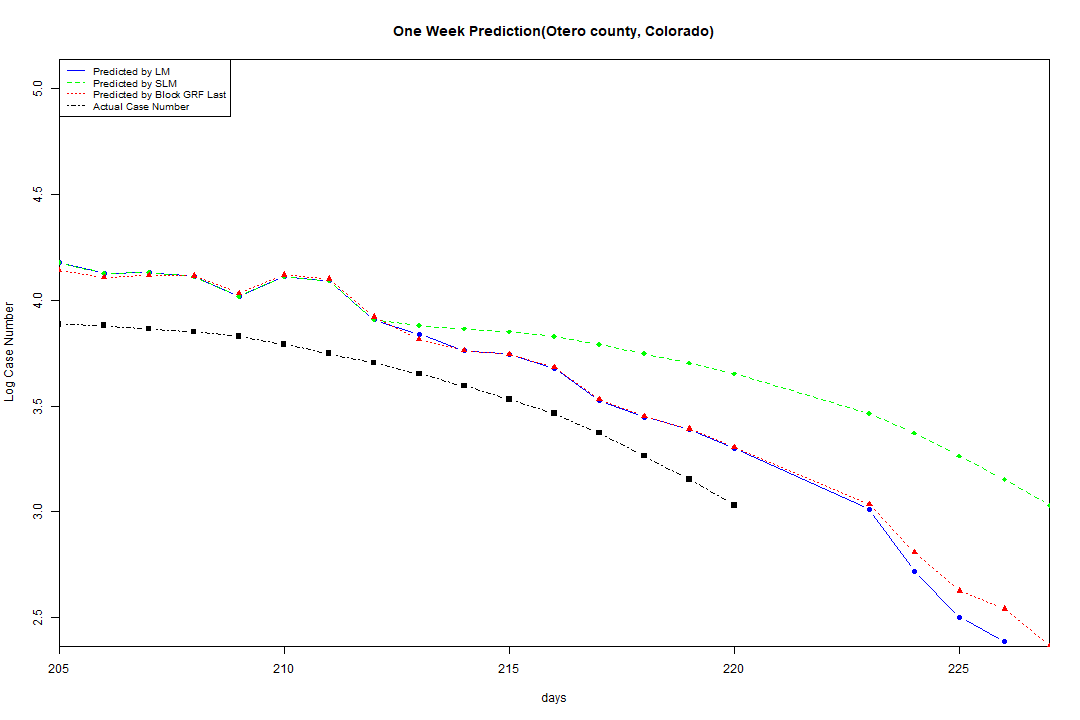 One Week Prediction(Otero county, Colorado)
Predicted by LM
Predicted by SLM
Predicted by Block GRF Last
Actual Case Number
5.0
4.5
4.0
3.5
3.0
2.5
Log Case Number
205 210 215 220 225
days